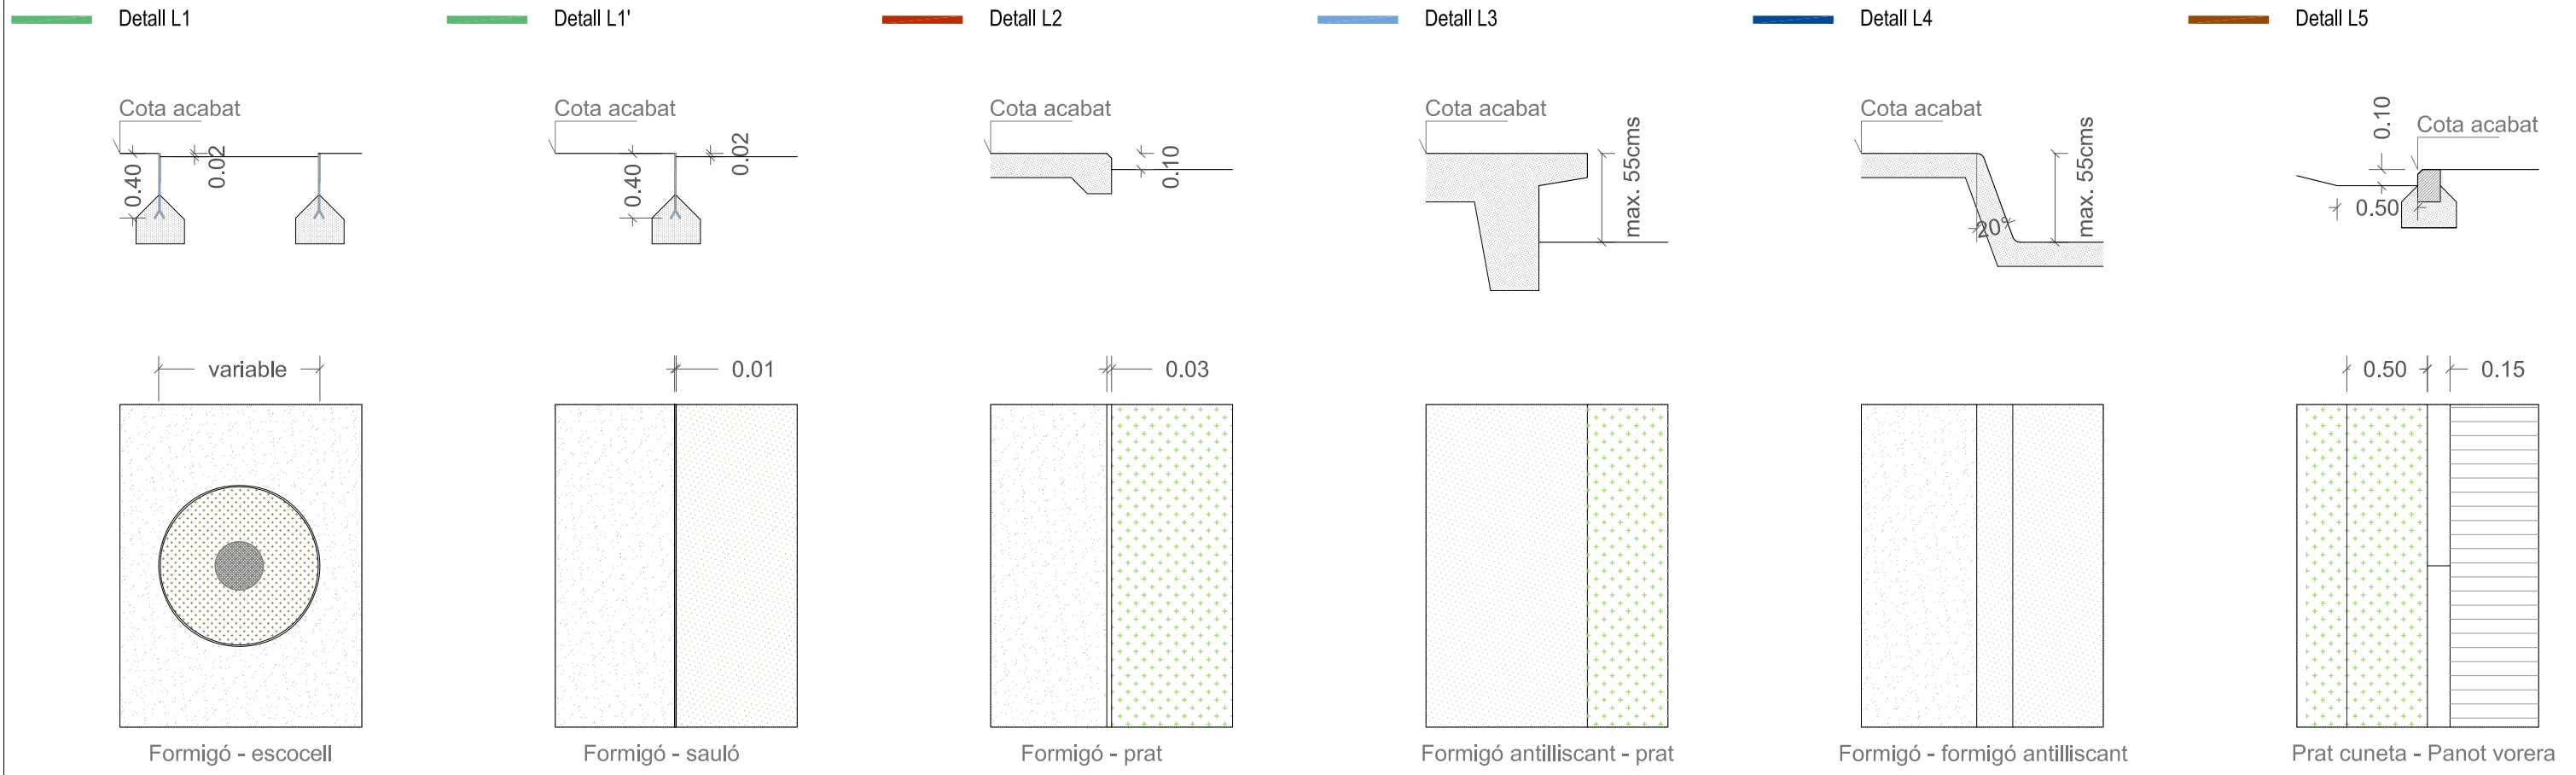 Detall L1
Detall L1'
Detall L2
Detall L3
Detall L4
Detall L5
Cota acabat
0.40
0.02
Cota acabat
0.40
0.02
Cota acabat
0.10
Cota acabat
max. 55cms
Cota acabat
20°
max. 55cms
0.10
Cota acabat
0.50
variable
0.01
0.03
0.50
0.15
Formigó - escocell
Formigó - sauló
Formigó - prat
Formigó antilliscant - prat
Formigó - formigó antilliscant
Prat cuneta - Panot vorera